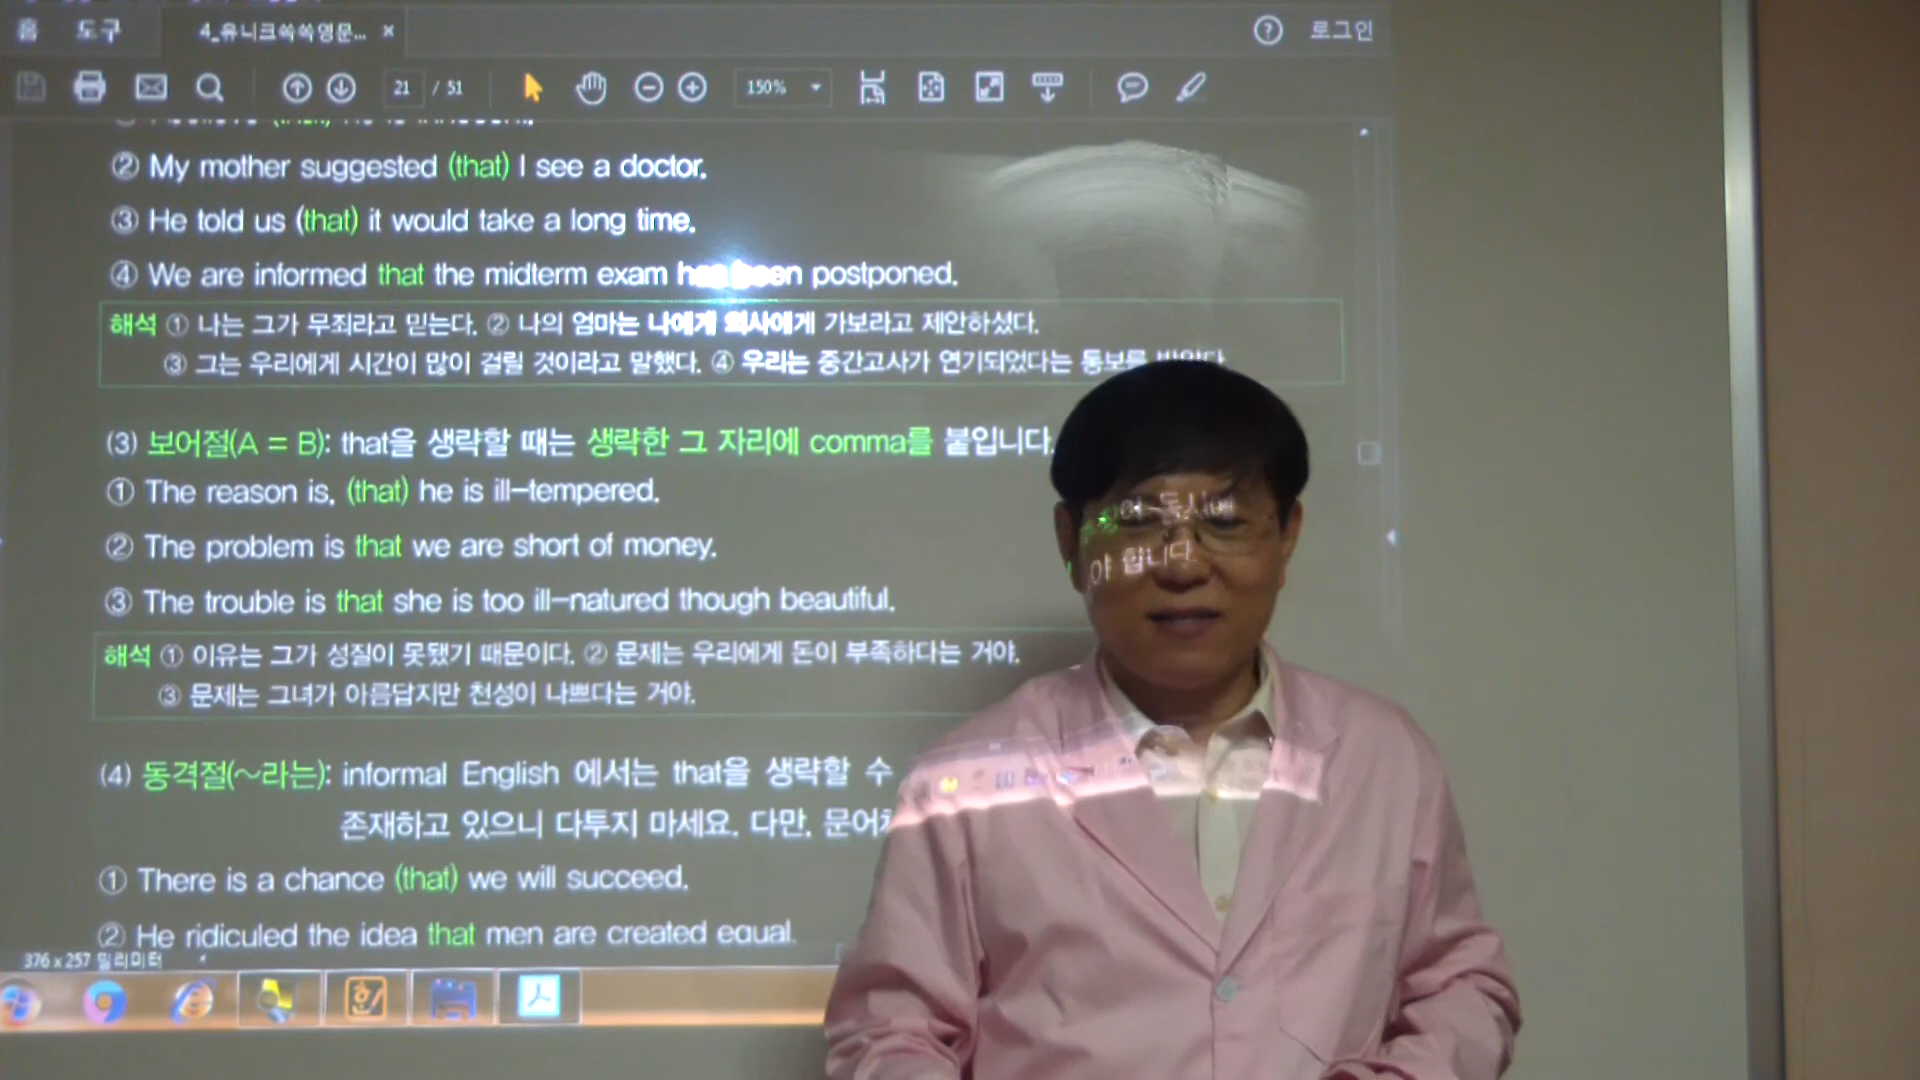 홈 도구 4_유니크쏙쏙영문... × ? 로그인
21 / 51 150%
② My mother suggested (that) I see a doctor.
③ He told us (that) it would take a long time.
④ We are informed that the midterm exam has been postponed.
해석 ① 나는 그가 무죄라고 믿는다. ② 나의 엄마는 나에게 의사에게 가보라고 제안하셨다.
③ 그는 우리에게 시간이 많이 걸릴 것이라고 말했다. ④ 우리는 중간고사가 연기되었다는 통보를 받았다.
(3) 보어절(A = B): that을 생략할 때는 생략한 그 자리에 comma를 붙입니다.
① The reason is, (that) he is ill-tempered.
여 동시에
② The problem is that we are short of money.
야 합니다.
③ The trouble is that she is too ill-natured though beautiful.
해석 ① 이유는 그가 성질이 못됐기 때문이다. ② 문제는 우리에게 돈이 부족하다는 거야.
③ 문제는 그녀가 아름답지만 천성이 나쁘다는 거야.
(4) 동격절(~라는): informal English 에서는 that을 생략할 수
존재하고 있으니 다투지 마세요. 다만, 문어체
① There is a chance (that) we will succeed.
② He ridiculed the idea that men are created equal.
376 x 257 밀리미터